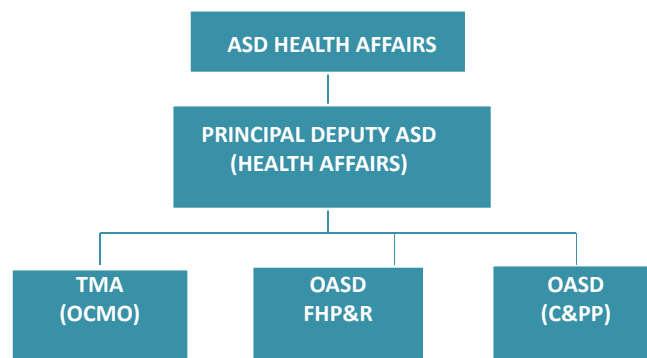 ASD HEALTH AFFAIRS
PRINCIPAL DEPUTY ASD
(HEALTH AFFAIRS)
TMA
(OCMO)
OASD
FHP&R
OASD
(C&PP)